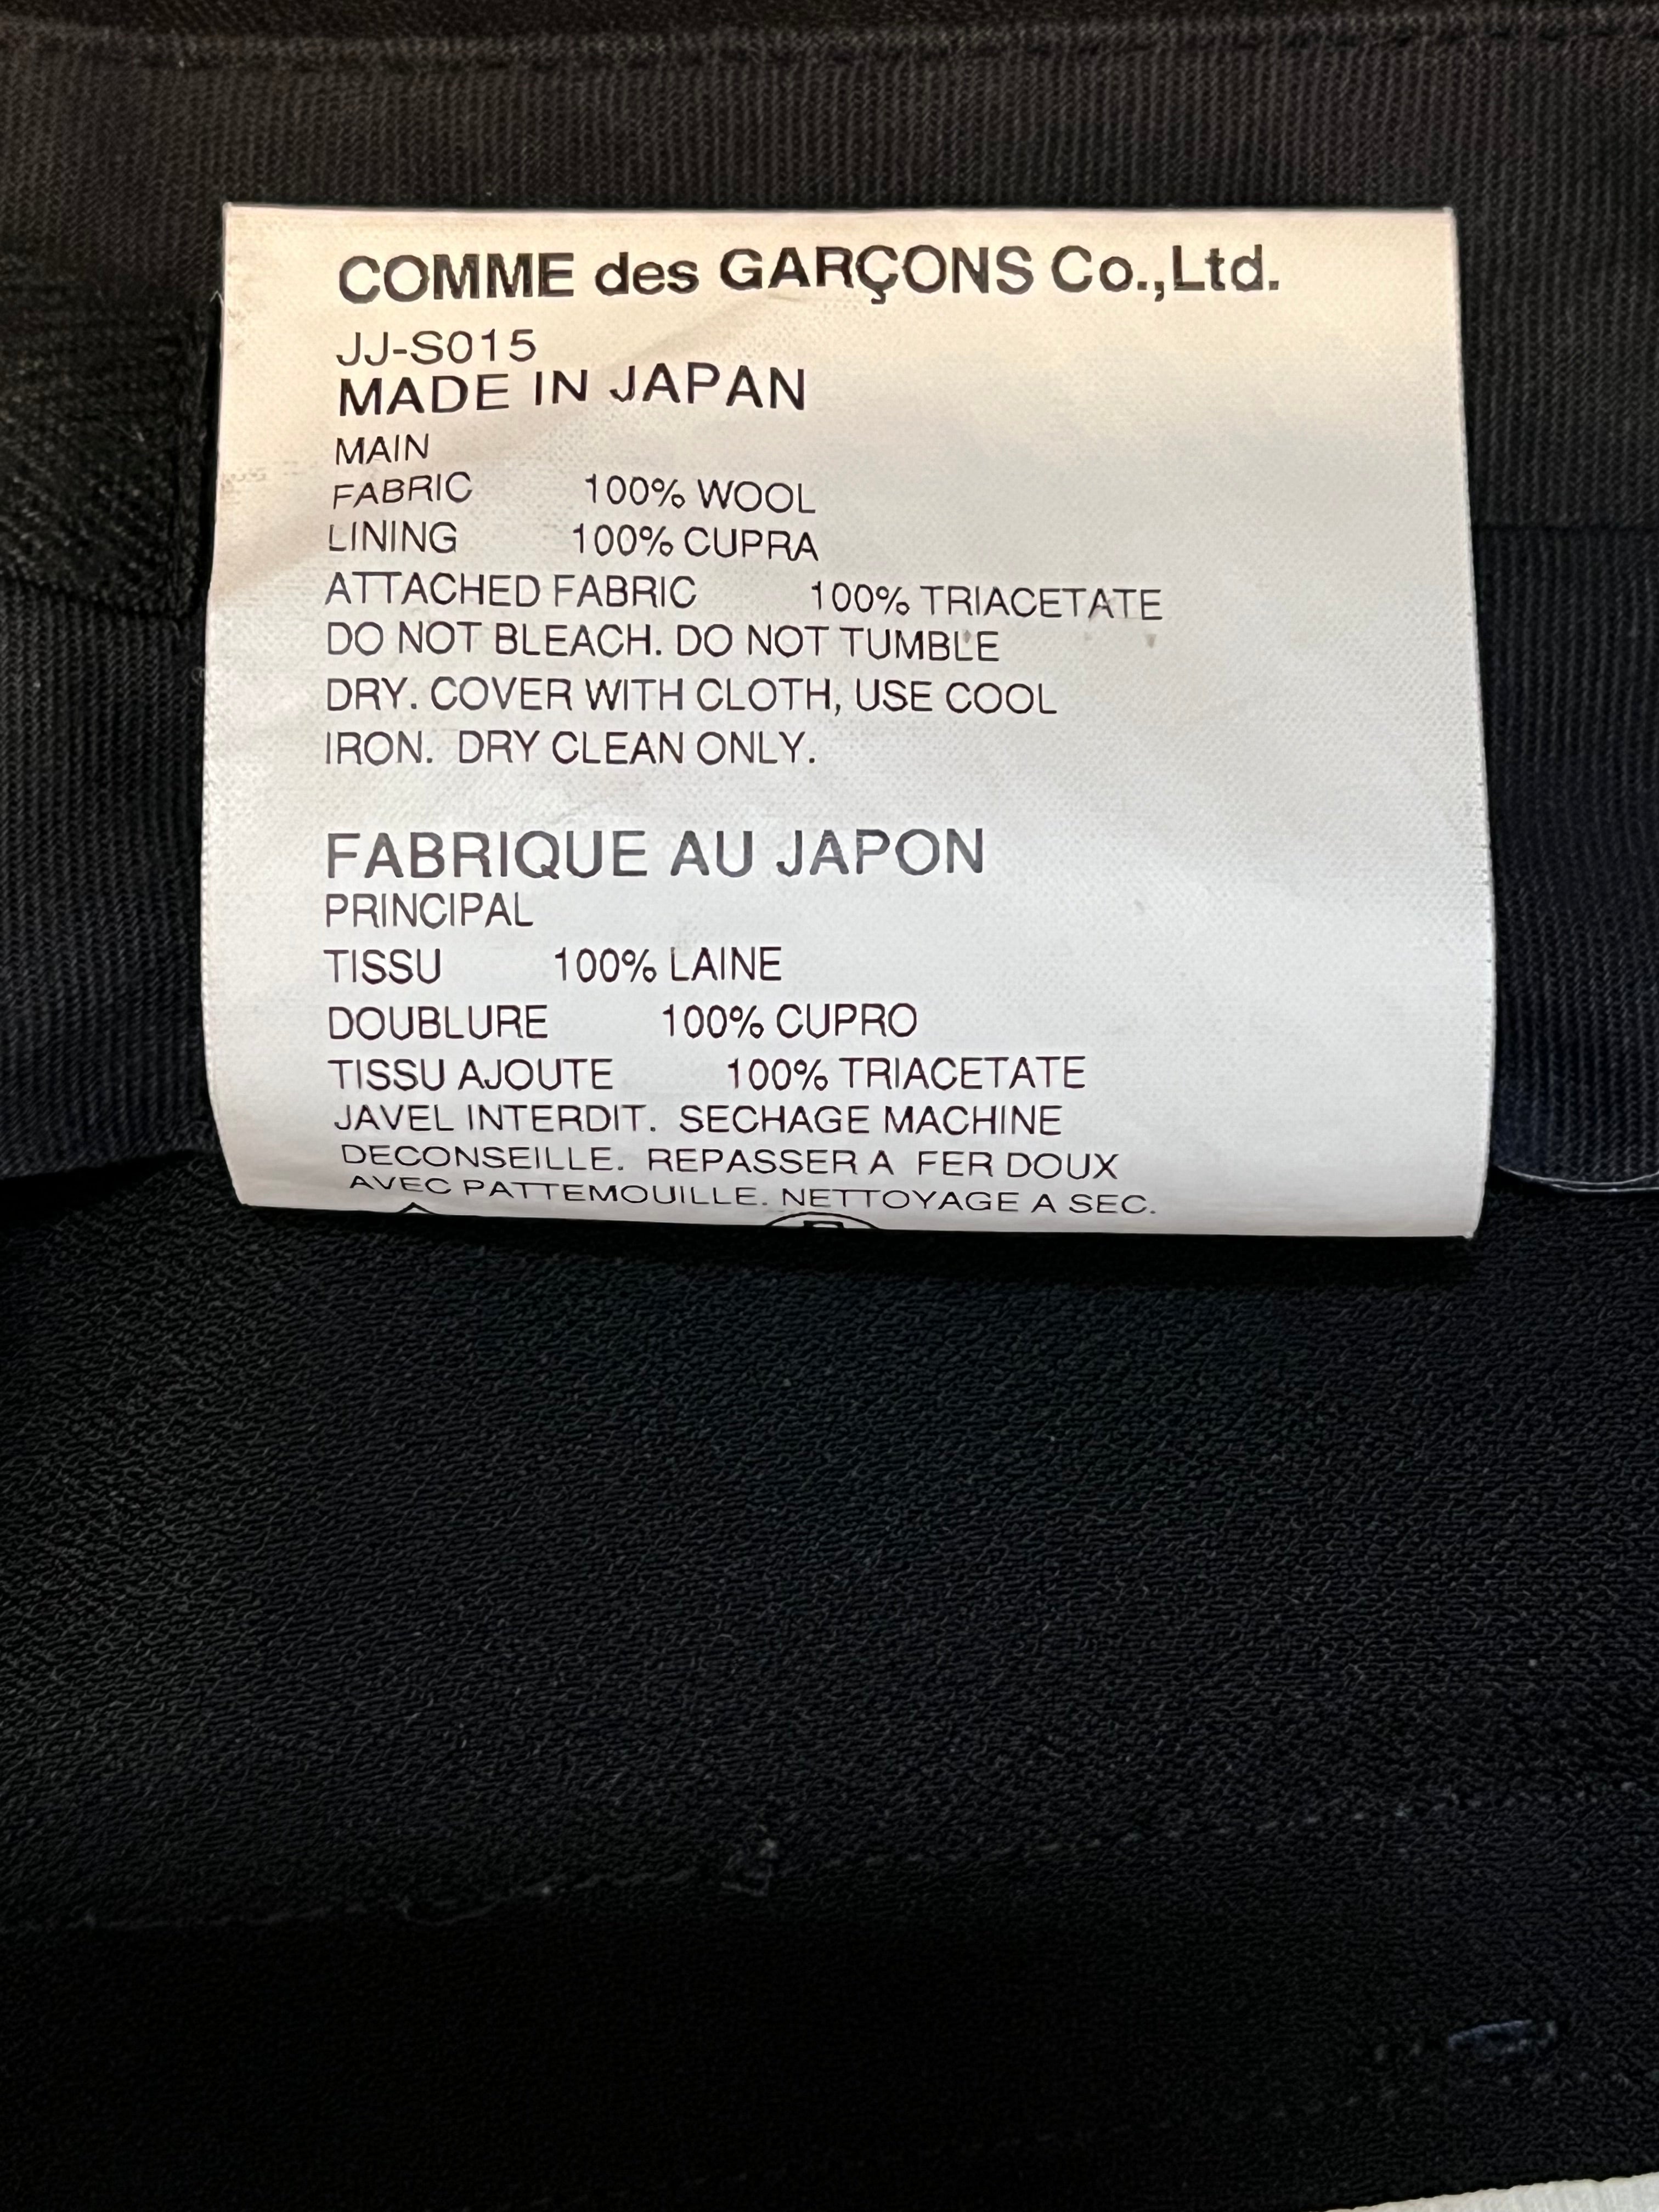 COMME des GARÇONS Co.,Ltd.
JJ-S015
MADE IN JAPAN
MAIN
FABRIC 100% WOOL
LINING 100% CUPRA
ATTACHED FABRIC 100% TRIACETATE
DO NOT BLEACH. DO NOT TUMBLE
DRY. COVER WITH CLOTH, USE COOL
IRON. DRY CLEAN ONLY.
FABRIQUE AU JAPON
PRINCIPAL
TISSU 100% LAINE
DOUBLURE 100% CUPRO
TISSU AJOUTE 100% TRIACETATE
JAVEL INTERDIT. SECHAGE MACHINE
DECONSEILLE. REPASSER A FER DOUX
AVEC PATTEMOUILLE. NETTOYAGE A SEC.